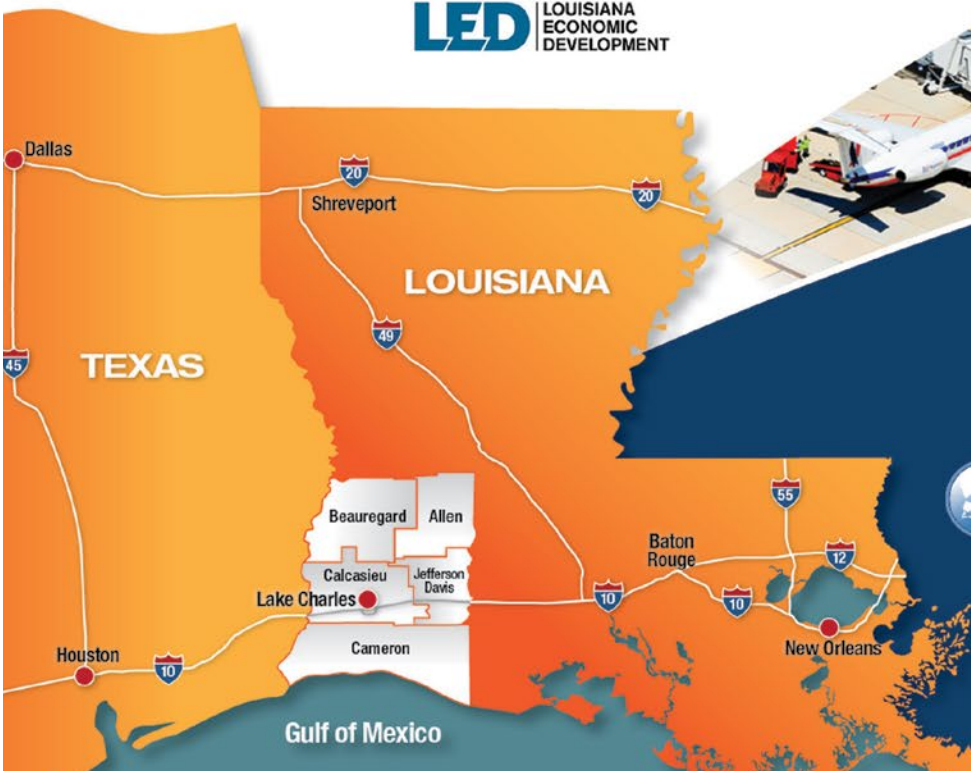 LED
LOUISIANA
ECONOMIC
DEVELOPMENT
Dallas
20
Shreveport
20
LOUISIANA
49
45
TEXAS
Beauregard
Allen
55
Baton
Rouge
12
Calcasieu
Jefferson
Davis
Lake Charles
10
10
New Orleans
Cameron
Houston
10
Gulf of Mexico